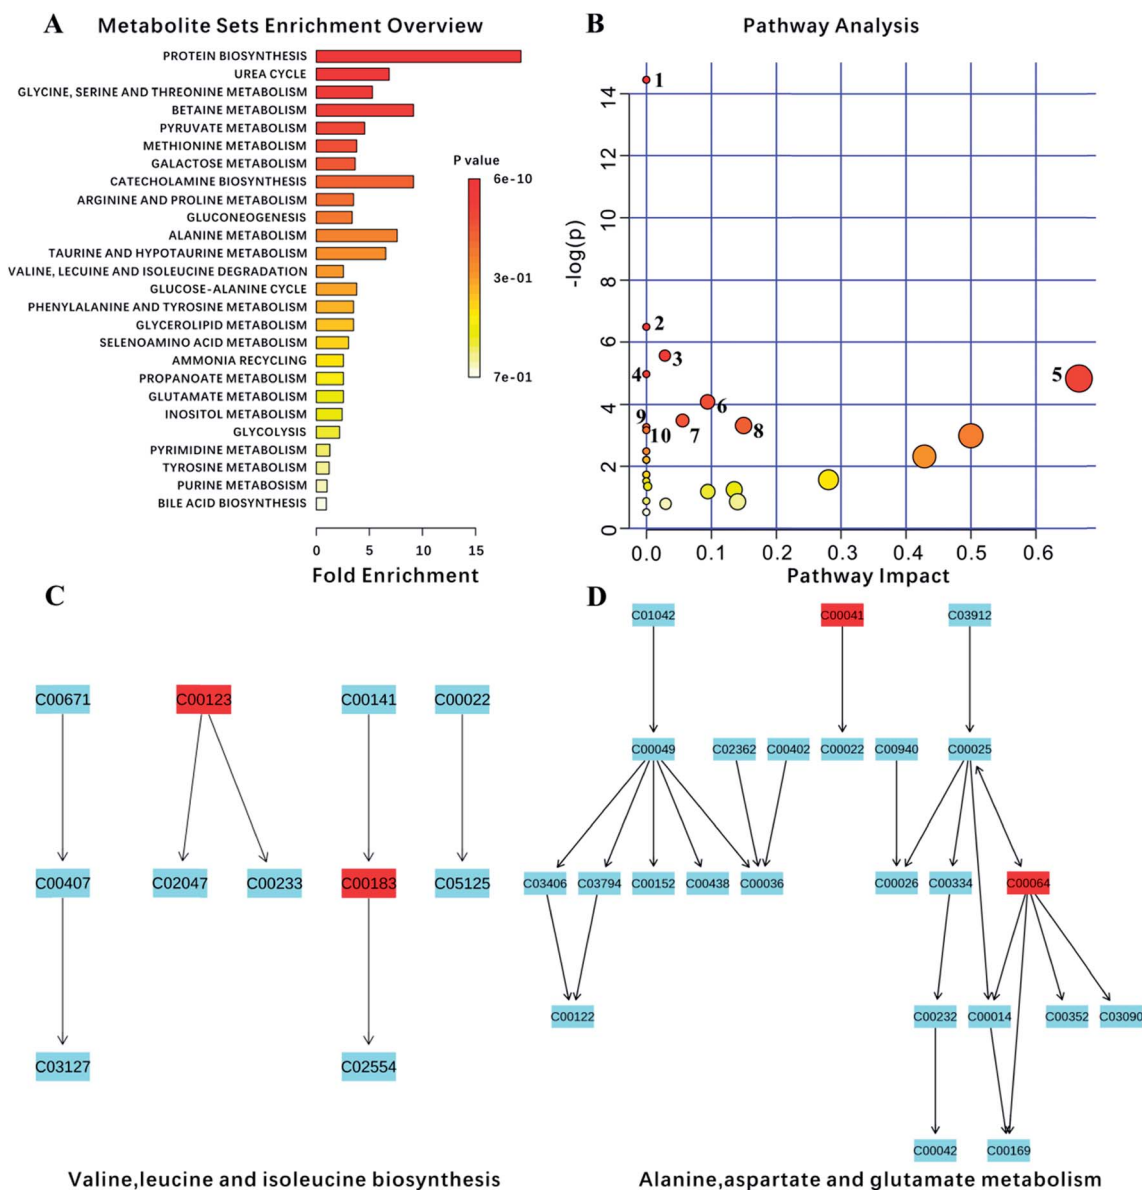 A
Metabolite Sets Enrichment Overview
PROTEIN BIOSYNTHESIS
UREA CYCLE
GLYCINE, SERINE AND THREONINE METABOLISM
BETAINE METABOLISM
PYRUVATE METABOLISM
METHIONINE METABOLISM
GALACTOSE METABOLISM
CATECHOLAMINE BIOSYNTHESIS
ARGININE AND PROLINE METABOLISM
GLUCONEOGENESIS
ALANINE METABOLISM
TAURINE AND HYPOTAURINE METABOLISM
VALINE, LECUINE AND ISOLEUCINE DEGRADATION
GLUCOSE-ALANINE CYCLE
PHENYLALANINE AND TYROSINE METABOLISM
GLYCEROLIPID METABOLISM
SELENOAMINO ACID METABOLISM
AMMONIA RECYCLING
PROPANOATE METABOLISM
GLUTAMATE METABOLISM
INOSITOL METABOLISM
GLYCOLYSIS
PYRIMIDINE METABOLISM
TYROSINE METABOLISM
PURINE METABOSISM
BILE ACID BIOSYNTHESIS
P value
6e-10
3e-01
7e-01
0 5 10 15
Fold Enrichment
B
Pathway Analysis
-log(p)
14
12
10
8
6
4
2
0
1
2
3
4
5
6
7
8
9
10
0.0 0.1 0.2 0.3 0.4 0.5 0.6
Pathway Impact
C
C00671 C00123 C00141 C00022
C00407 C02047 C00233 C00183 C05125
C03127 C02554
Valine,leucine and isoleucine biosynthesis
D
C01042 C00041 C03912
C00049 C02362 C00402 C00022 C00940 C00025
C03406 C03794 C00152 C00438 C00036 C00026 C00334 C00064
C00122 C00232 C00014 C00352 C03090
C00042 C00169
Alanine,aspartate and glutamate metabolism